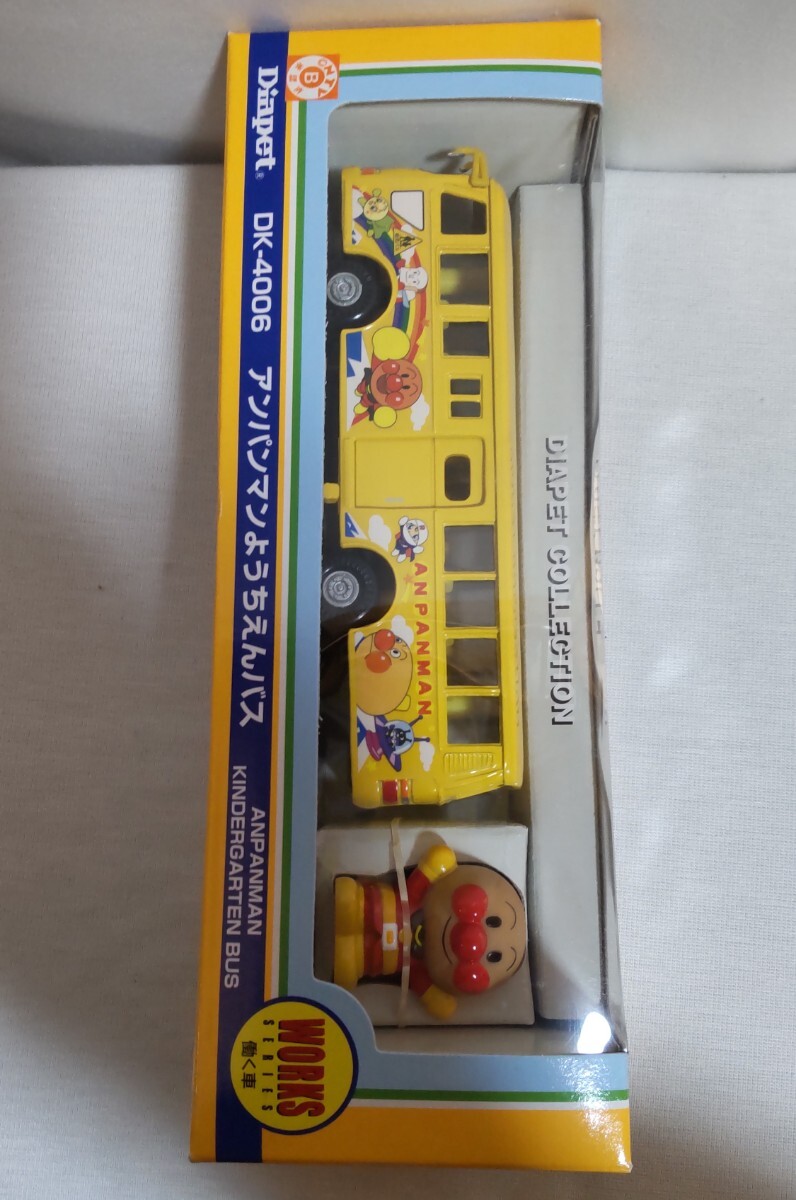 Diapet®
DK-4006
アンパンマンようちえんバス
ANPANMAN
KINDERGARTEN BUS
WORKS
SERIES
働く車
ANPANMAN
DIAPET COLLECTION
B